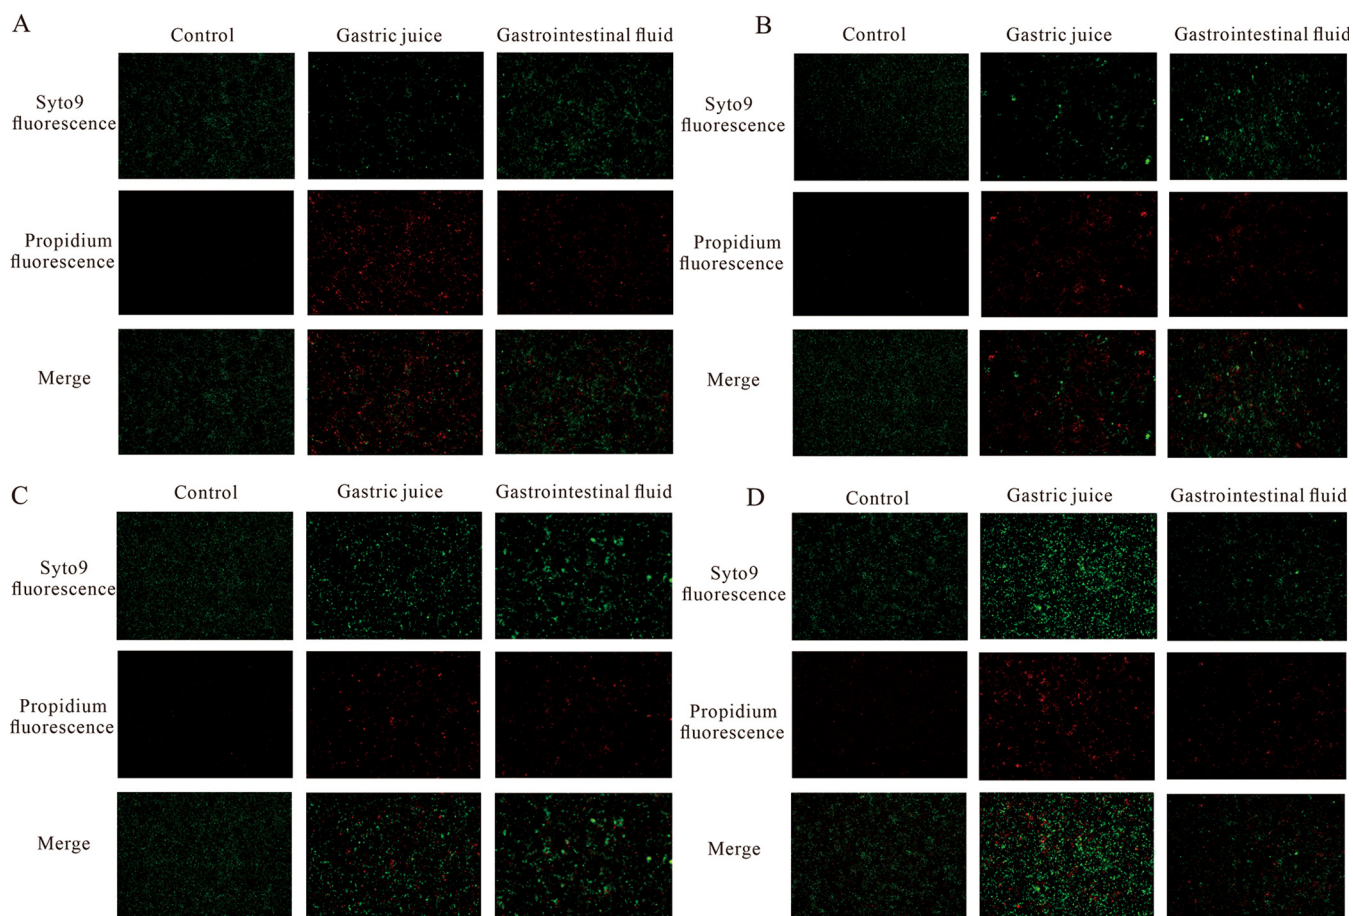 A
Control
Gastric juice
Gastrointestinal fluid
Syto9
fluorescence
Propidium
fluorescence
Merge
B
Control
Gastric juice
Gastrointestinal fluid
Syto9
fluorescence
Propidium
fluorescence
Merge
C
Control
Gastric juice
Gastrointestinal fluid
Syto9
fluorescence
Propidium
fluorescence
Merge
D
Control
Gastric juice
Gastrointestinal fluid
Syto9
fluorescence
Propidium
fluorescence
Merge